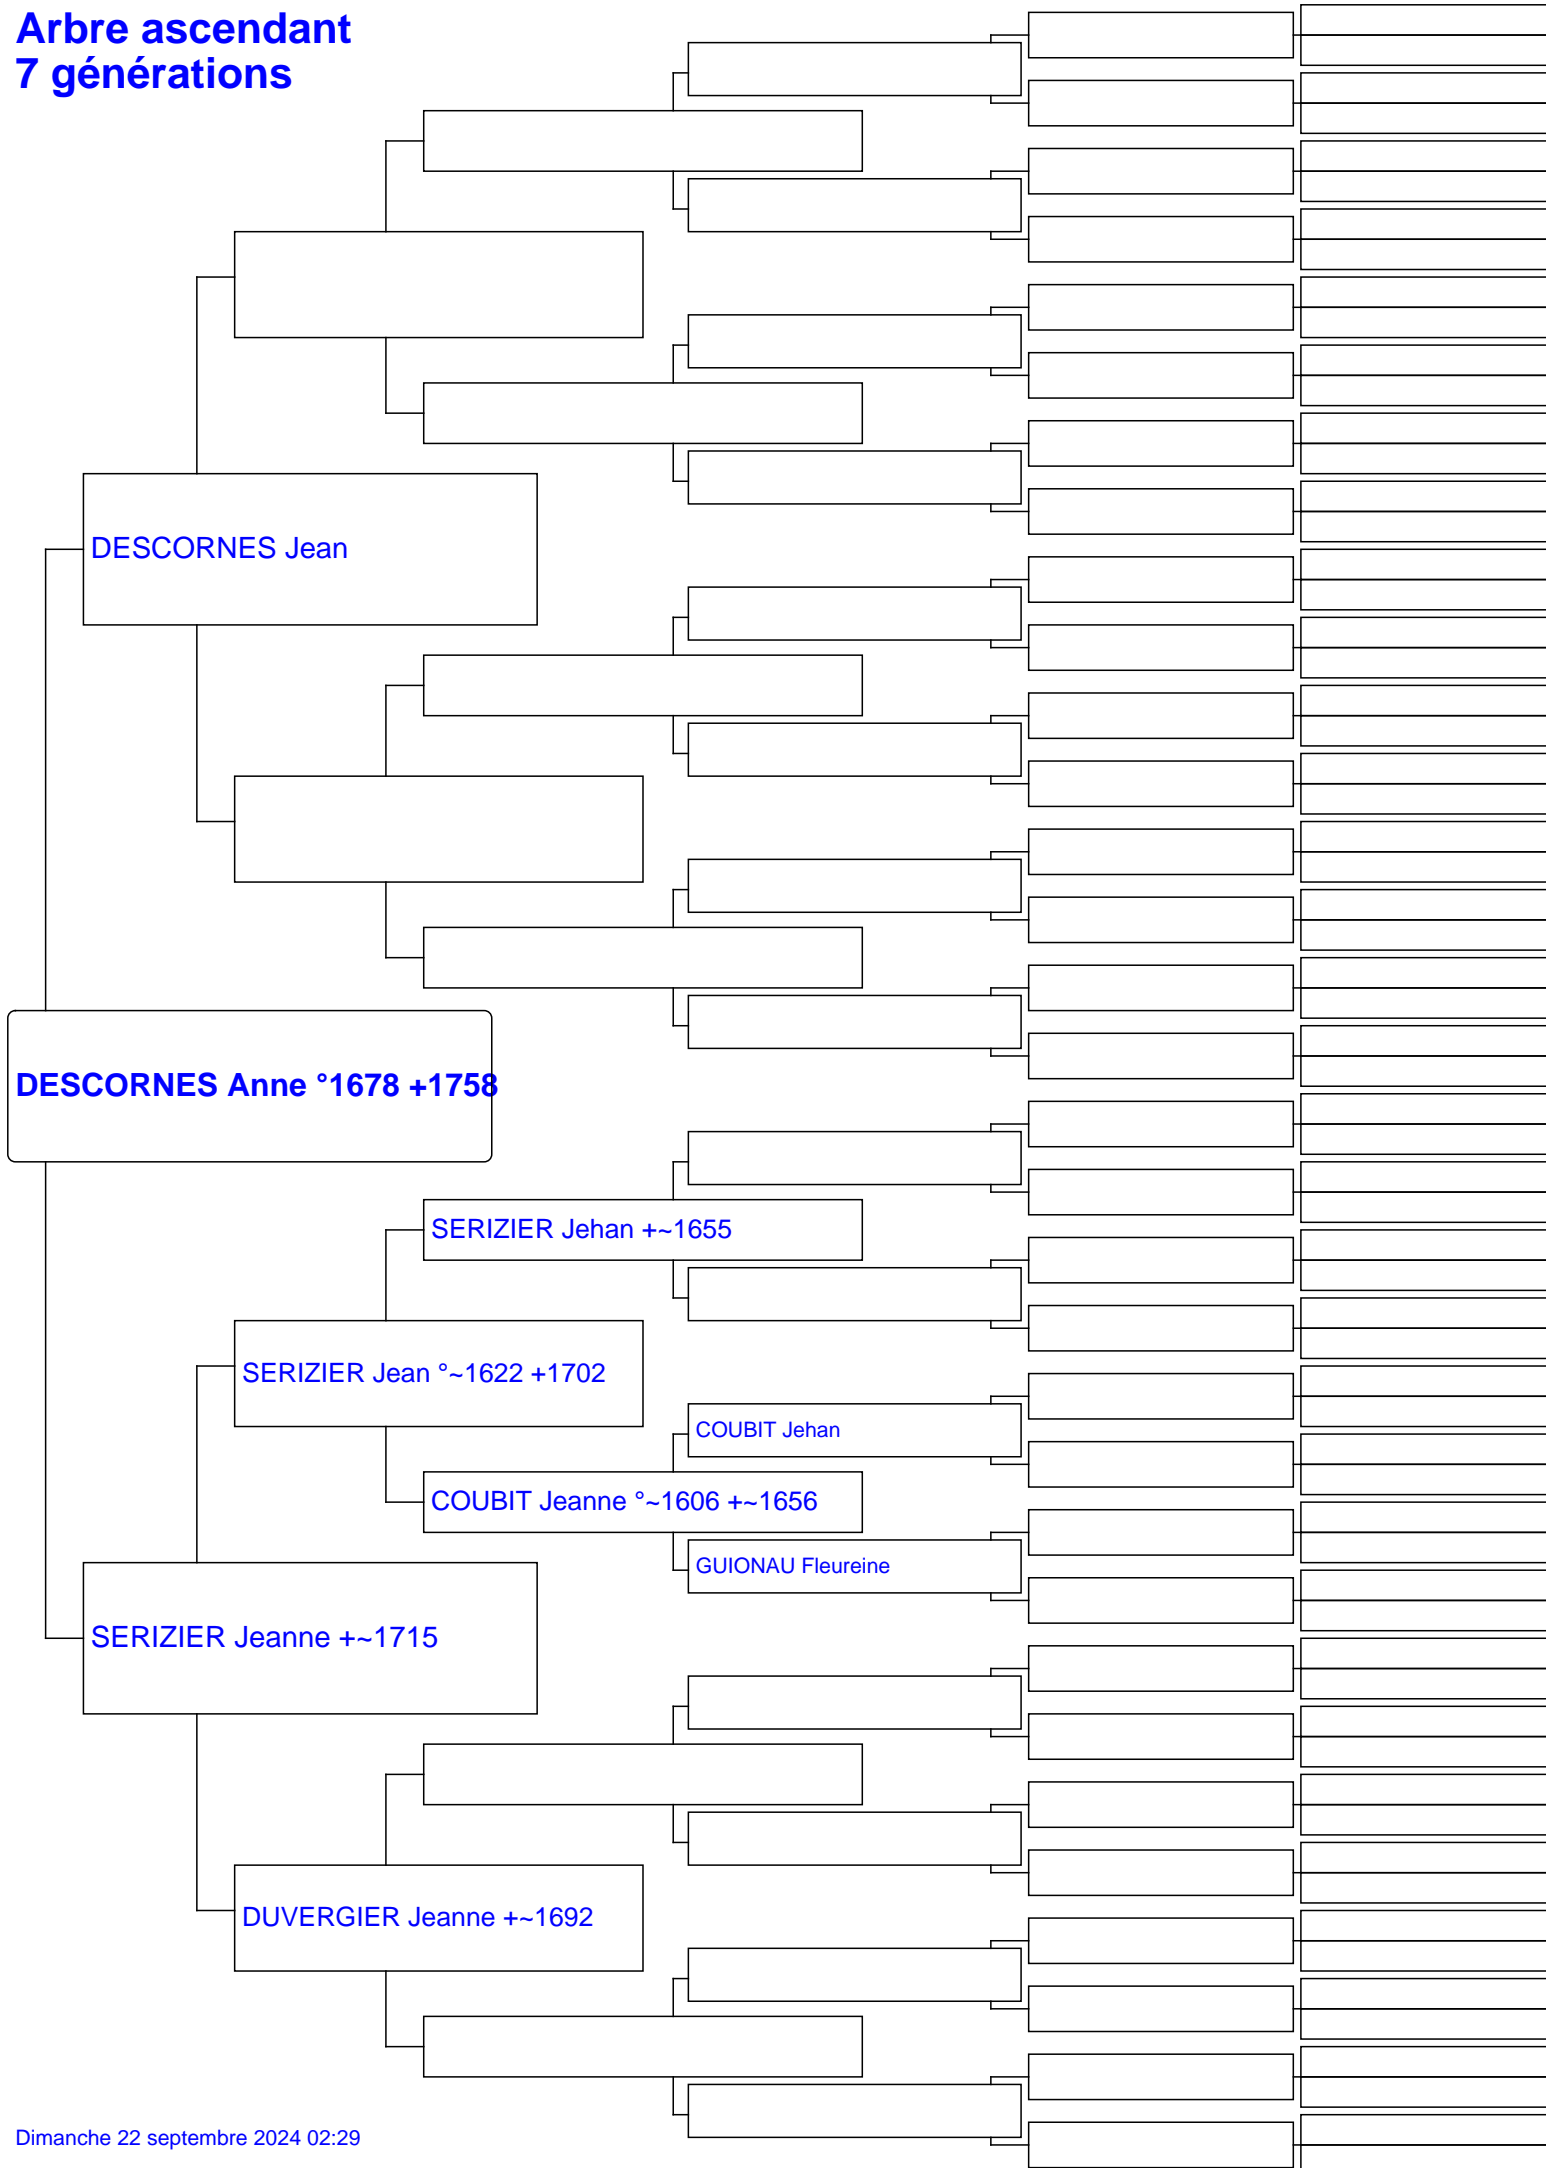 Arbre ascendant
7 générations
DESCORNES Jean
DESCORNES Anne °1678 +1758
SERIZIER Jehan +~1655
SERIZIER Jean °~1622 +1702
COUBIT Jehan
COUBIT Jeanne °~1606 +~1656
GUIONAU Fleureine
SERIZIER Jeanne +~1715
DUVERGIER Jeanne +~1692
Dimanche 22 septembre 2024 02:29